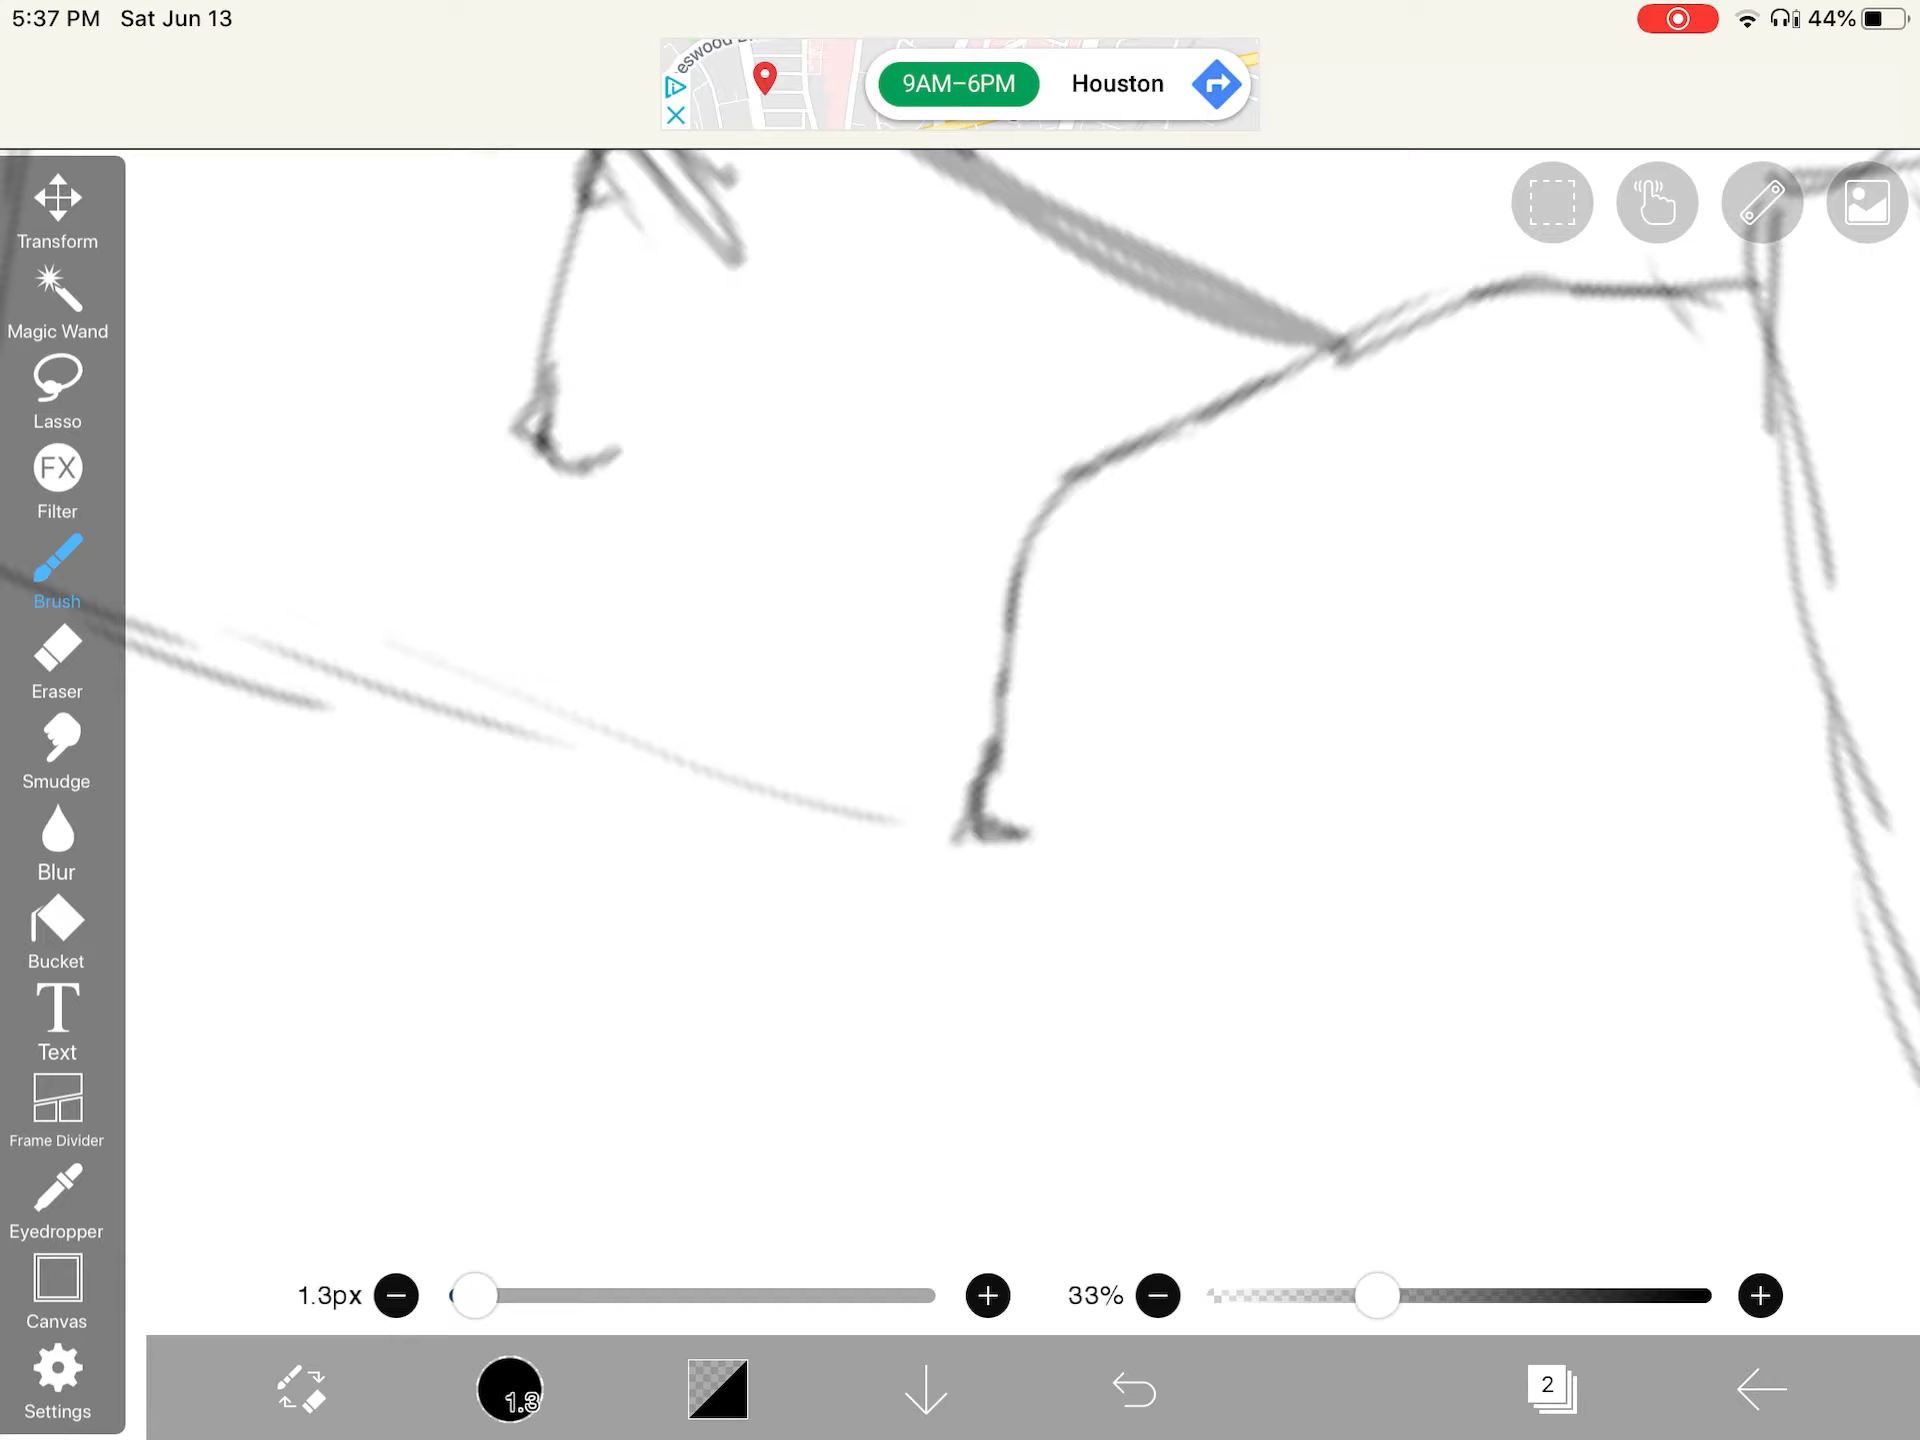 5:37 PM Sat Jun 13
44%
eswood
9AM–6PM
Houston
Transform
Magic Wand
Lasso
FX
Filter
Brush
Eraser
Smudge
Blur
Bucket
T
Text
Frame Divider
Eyedropper
Canvas
Settings
1.3px
33%
1.3
2